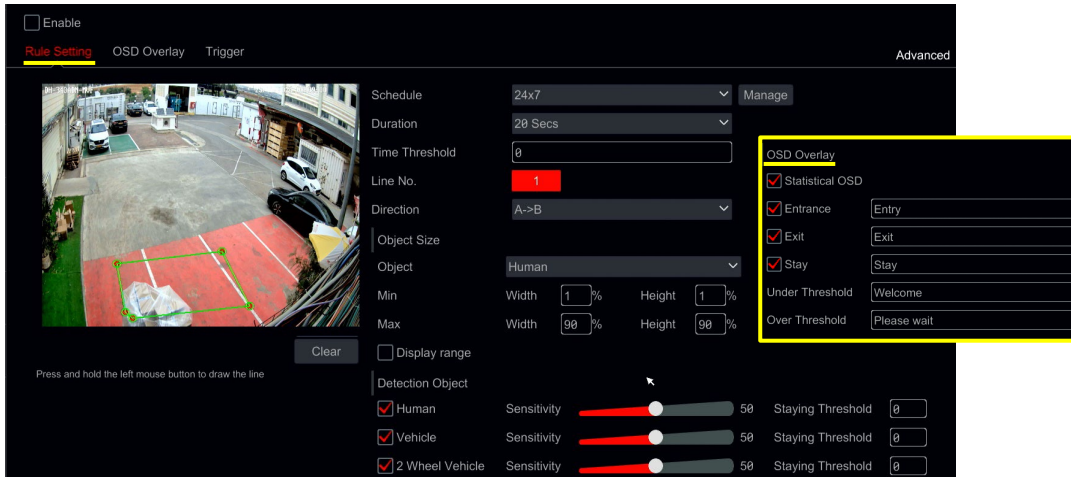 Enable
Rule Setting OSD Overlay Trigger Advanced
Schedule 24x7 Manage
Duration 20 Secs
Time Threshold 0
Line No. 1
Direction A->B
Object Size
Object Human
Min Width 1 % Height 1 %
Max Width 90 % Height 90 %
Display range
Clear
Press and hold the left mouse button to draw the line
Detection Object
Human Sensitivity 50 Staying Threshold 0
Vehicle Sensitivity 50 Staying Threshold 0
2 Wheel Vehicle Sensitivity 50 Staying Threshold 0
OSD Overlay
Statistical OSD
Entrance Entry
Exit Exit
Stay Stay
Under Threshold Welcome
Over Threshold Please wait